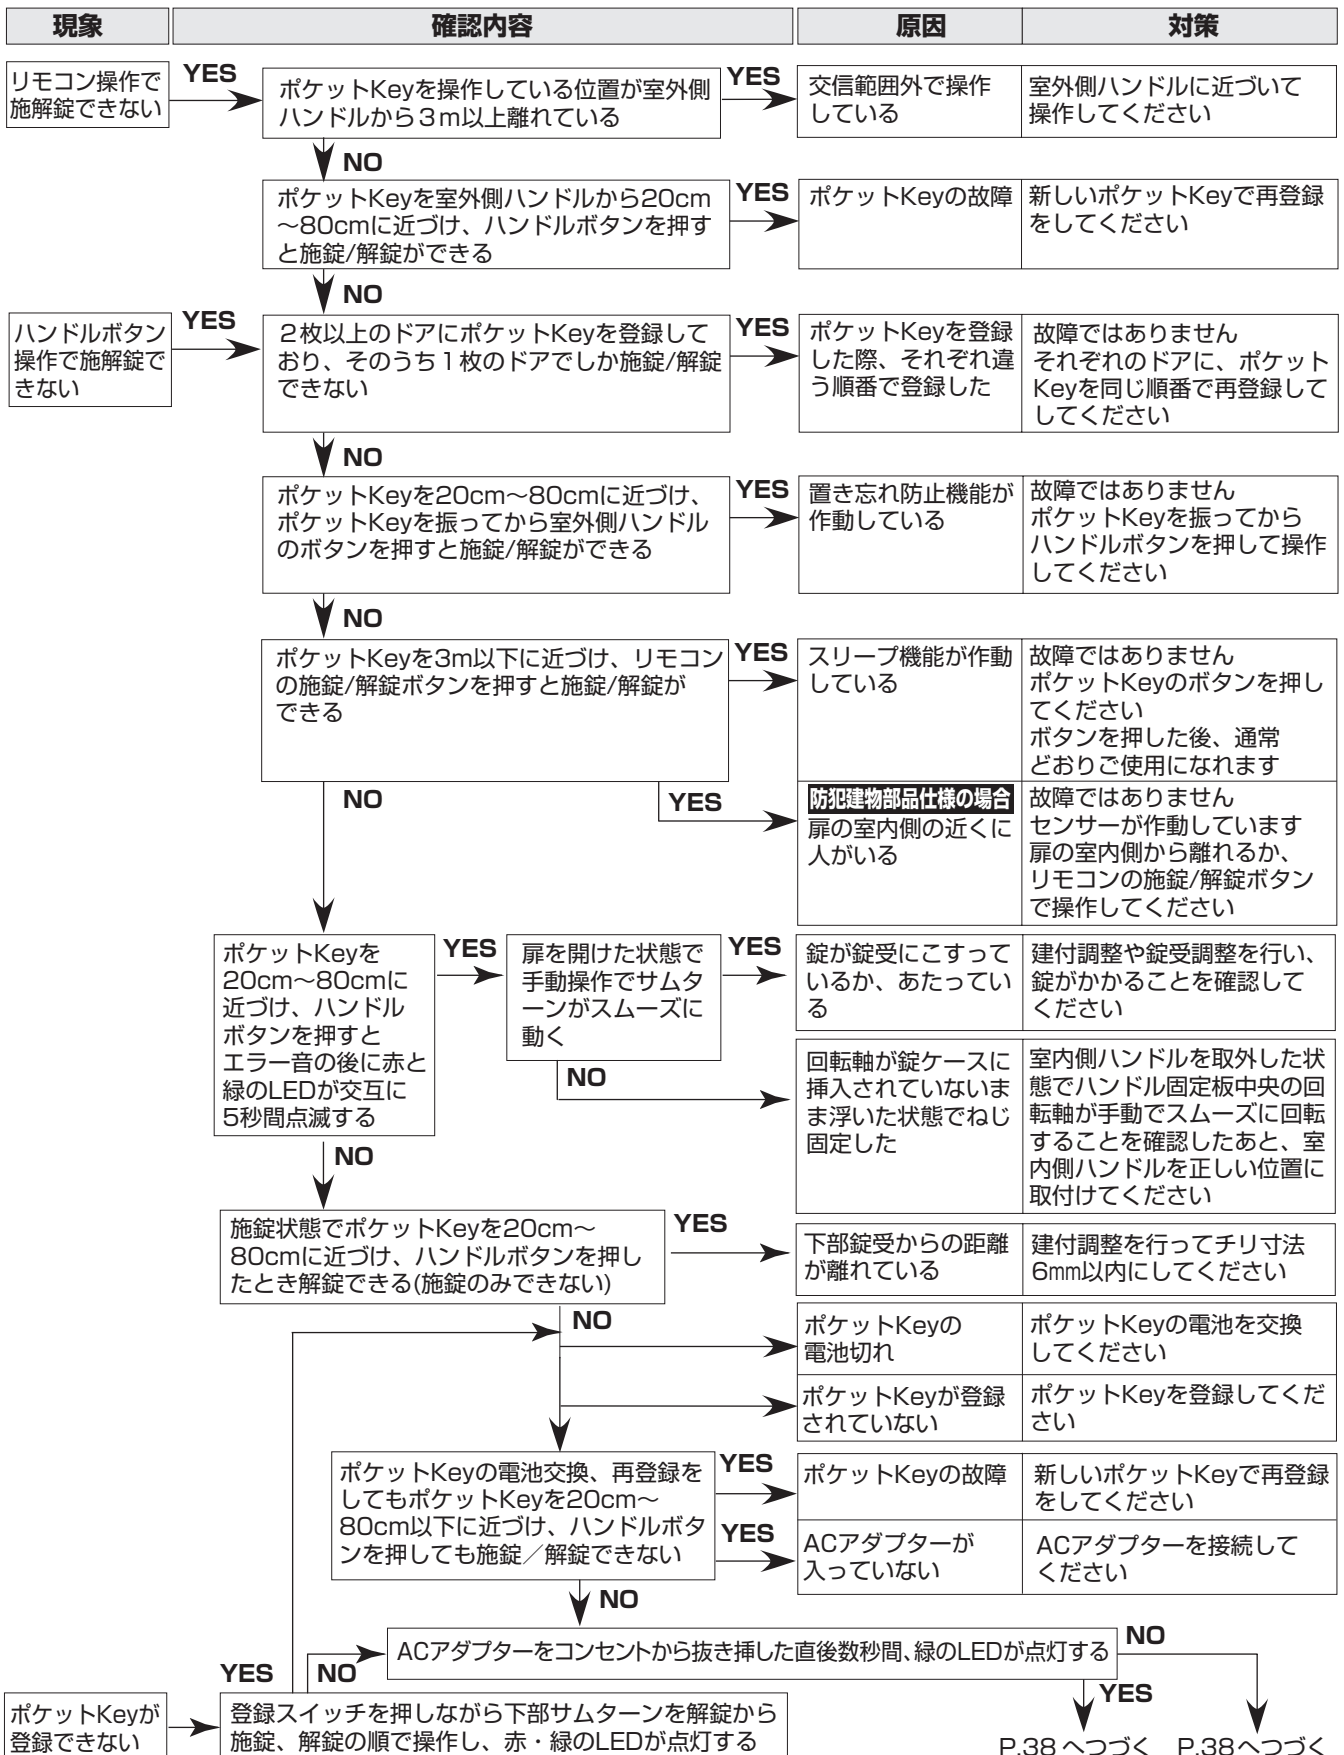 現象
確認内容
原因
対策
リモコン操作で
施解錠できない
YES
ポケットKeyを操作している位置が室外側
ハンドルから3m以上離れている
YES
交信範囲外で操作
している
室外側ハンドルに近づいて
操作してください
NO
ポケットKeyを室外側ハンドルから20cm
～80cmに近づけ、ハンドルボタンを押す
と施錠/解錠ができる
YES
ポケットKeyの故障
新しいポケットKeyで再登録
をしてください
NO
ハンドルボタン
操作で施解錠で
きない
YES
2枚以上のドアにポケットKeyを登録して
おり、そのうち1枚のドアでしか施錠/解錠
できない
YES
ポケットKeyを登録
した際、それぞれ違
う順番で登録した
故障ではありません
それぞれのドアに、ポケット
Keyを同じ順番で再登録して
してください
NO
ポケットKeyを20cm～80cmに近づけ、
ポケットKeyを振ってから室外側ハンドル
のボタンを押すと施錠/解錠ができる
YES
置き忘れ防止機能が
作動している
故障ではありません
ポケットKeyを振ってから
ハンドルボタンを押して操作
してください
NO
ポケットKeyを3m以下に近づけ、リモコン
の施錠/解錠ボタンを押すと施錠/解錠が
できる
YES
スリープ機能が作動
している
故障ではありません
ポケットKeyのボタンを押し
てください
ボタンを押した後、通常
どおりご使用になれます
NO
YES
防犯建物部品仕様の場合
扉の室内側の近くに
人がいる
故障ではありません
センサーが作動しています
扉の室内側から離れるか、
リモコンの施錠/解錠ボタン
で操作してください
ポケットKeyを
20cm～80cmに
近づけ、ハンドル
ボタンを押すと
エラー音の後に赤と
緑のLEDが交互に
5秒間点滅する
YES
扉を開けた状態で
手動操作でサムタ
ーンがスムーズに
動く
YES
錠が錠受にこすって
いるか、あたってい
る
建付調整や錠受調整を行い、
錠がかかることを確認して
ください
NO
回転軸が錠ケースに
挿入されていないま
ま浮いた状態でねじ
固定した
室内側ハンドルを取外した状
態でハンドル固定板中央の回
転軸が手動でスムーズに回転
することを確認したあと、室
内側ハンドルを正しい位置に
取付けてください
NO
施錠状態でポケットKeyを20cm～
80cmに近づけ、ハンドルボタンを押し
たとき解錠できる(施錠のみできない)
YES
下部錠受からの距離
が離れている
建付調整を行ってチリ寸法
6㎜以内にしてください
NO
ポケットKeyの
電池切れ
ポケットKeyの電池を交換
してください
ポケットKeyが登録
されていない
ポケットKeyを登録してくだ
さい
ポケットKeyの電池交換、再登録を
してもポケットKeyを20cm～
80cm以下に近づけ、ハンドルボタ
ンを押しても施錠／解錠できない
YES
ポケットKeyの故障
新しいポケットKeyで再登録
をしてください
YES
ACアダプターが
入っていない
ACアダプターを接続して
ください
NO
ACアダプターをコンセントから抜き挿した直後数秒間、緑のLEDが点灯する
NO
YES
YES
NO
ポケットKeyが
登録できない
登録スイッチを押しながら下部サムターンを解錠から
施錠、解錠の順で操作し、赤・緑のLEDが点灯する
P.38 へつづく
P.38へつづく